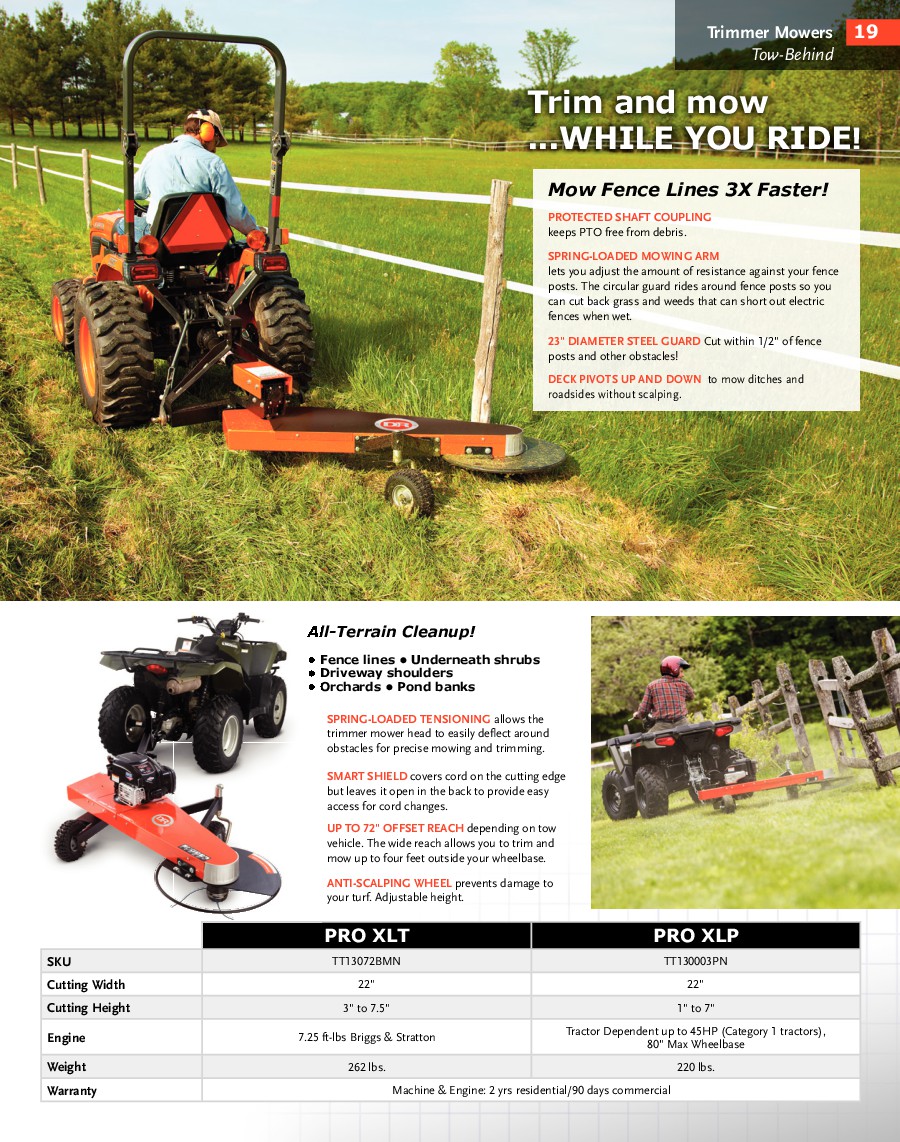 Trimmer Mowers 19
Tow-Behind
Trim and mow
...WHILE YOU RIDE!
Mow Fence Lines 3X Faster!
PROTECTED SHAFT COUPLING
keeps PTO free from debris.
SPRING-LOADED MOWING ARM
lets you adjust the amount of resistance against your fence
posts. The circular guard rides around fence posts so you
can cut back grass and weeds that can short out electric
fences when wet.
23" DIAMETER STEEL GUARD Cut within 1/2" of fence
posts and other obstacles!
DECK PIVOTS UP AND DOWN to mow ditches and
roadsides without scalping.
DR
All-Terrain Cleanup!
• Fence lines • Underneath shrubs
• Driveway shoulders
• Orchards • Pond banks
SPRING-LOADED TENSIONING allows the
trimmer mower head to easily deflect around
obstacles for precise mowing and trimming.
SMART SHIELD covers cord on the cutting edge
but leaves it open in the back to provide easy
access for cord changes.
UP TO 72" OFFSET REACH depending on tow
vehicle. The wide reach allows you to trim and
mow up to four feet outside your wheelbase.
ANTI-SCALPING WHEEL prevents damage to
your turf. Adjustable height.
DR
PRO XLT PRO XLP
SKU TT13072BMN TT130003PN
Cutting Width 22" 22"
Cutting Height 3" to 7.5" 1" to 7"
Engine 7.25 ft-lbs Briggs & Stratton Tractor Dependent up to 45HP (Category 1 tractors),
80" Max Wheelbase
Weight 262 lbs. 220 lbs.
Warranty Machine & Engine: 2 yrs residential/90 days commercial